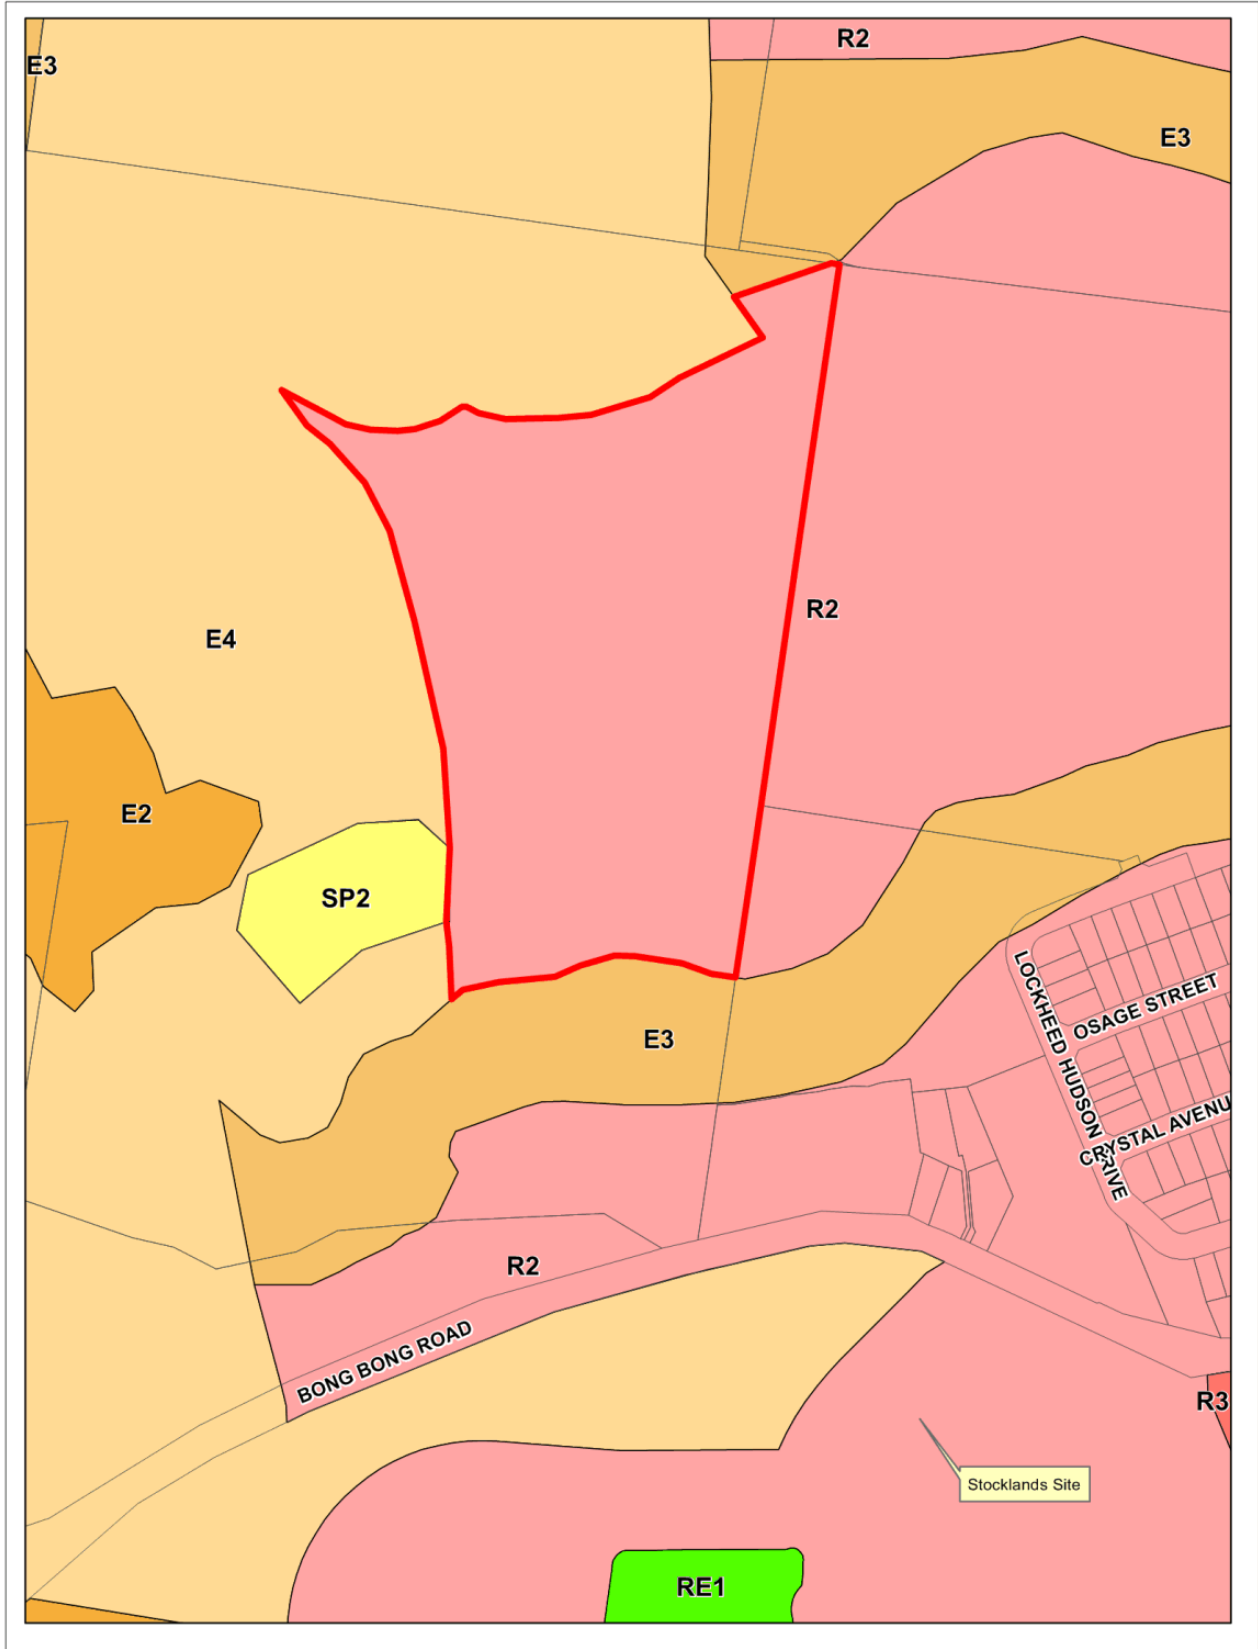 R2
E3
E3
R2
E4
E2
SP2
LOCKHEED HUDSON DRIVE
OSAGE STREET
E3
CRYSTAL AVENU
R2
BONG BONG ROAD
R3
Stocklands Site
RE1